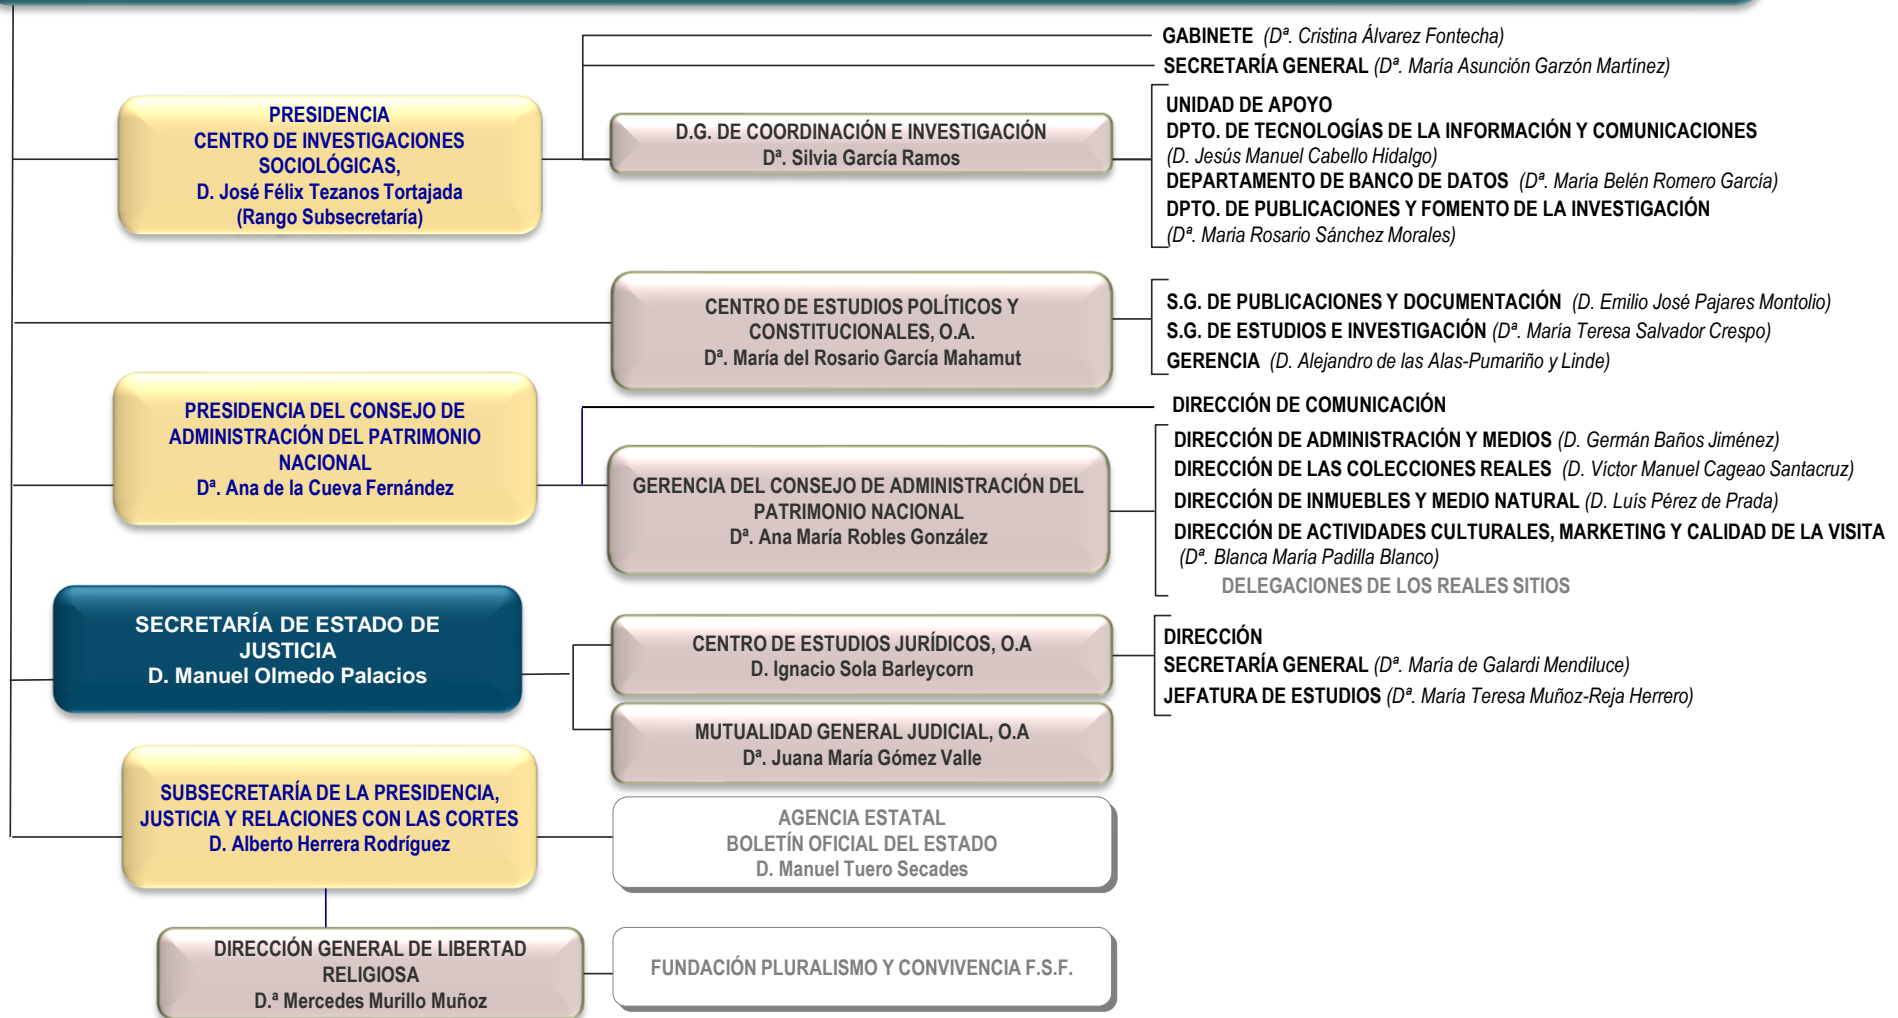 GABINETE (Dª. Cristina Álvarez Fontecha)
SECRETARÍA GENERAL (Dª. María Asunción Garzón Martínez)
PRESIDENCIA
CENTRO DE INVESTIGACIONES
SOCIOLÓGICAS,
D. José Félix Tezanos Tortajada
(Rango Subsecretaría)
D.G. DE COORDINACIÓN E INVESTIGACIÓN
Dª. Silvia García Ramos
UNIDAD DE APOYO
DPTO. DE TECNOLOGÍAS DE LA INFORMACIÓN Y COMUNICACIONES
(D. Jesús Manuel Cabello Hidalgo)
DEPARTAMENTO DE BANCO DE DATOS (Dª. María Belén Romero García)
DPTO. DE PUBLICACIONES Y FOMENTO DE LA INVESTIGACIÓN
(Dª. Maria Rosario Sánchez Morales)
CENTRO DE ESTUDIOS POLÍTICOS Y
CONSTITUCIONALES, O.A.
Dª. María del Rosario García Mahamut
S.G. DE PUBLICACIONES Y DOCUMENTACIÓN (D. Emilio José Pajares Montolio)
S.G. DE ESTUDIOS E INVESTIGACIÓN (Dª. María Teresa Salvador Crespo)
GERENCIA (D. Alejandro de las Alas-Pumariño y Linde)
PRESIDENCIA DEL CONSEJO DE
ADMINISTRACIÓN DEL PATRIMONIO
NACIONAL
Dª. Ana de la Cueva Fernández
DIRECCIÓN DE COMUNICACIÓN
GERENCIA DEL CONSEJO DE ADMINISTRACIÓN DEL
PATRIMONIO NACIONAL
Dª. Ana María Robles González
DIRECCIÓN DE ADMINISTRACIÓN Y MEDIOS (D. Germán Baños Jiménez)
DIRECCIÓN DE LAS COLECCIONES REALES (D. Víctor Manuel Cageao Santacruz)
DIRECCIÓN DE INMUEBLES Y MEDIO NATURAL (D. Luís Pérez de Prada)
DIRECCIÓN DE ACTIVIDADES CULTURALES, MARKETING Y CALIDAD DE LA VISITA
(Dª. Blanca María Padilla Blanco)
DELEGACIONES DE LOS REALES SITIOS
SECRETARÍA DE ESTADO DE
JUSTICIA
D. Manuel Olmedo Palacios
CENTRO DE ESTUDIOS JURÍDICOS, O.A
D. Ignacio Sola Barleycorn
DIRECCIÓN
SECRETARÍA GENERAL (Dª. María de Galardi Mendiluce)
JEFATURA DE ESTUDIOS (Dª. María Teresa Muñoz-Reja Herrero)
MUTUALIDAD GENERAL JUDICIAL, O.A
Dª. Juana María Gómez Valle
SUBSECRETARÍA DE LA PRESIDENCIA,
JUSTICIA Y RELACIONES CON LAS CORTES
D. Alberto Herrera Rodríguez
AGENCIA ESTATAL
BOLETÍN OFICIAL DEL ESTADO
D. Manuel Tuero Secades
DIRECCIÓN GENERAL DE LIBERTAD
RELIGIOSA
D.ª Mercedes Murillo Muñoz
FUNDACIÓN PLURALISMO Y CONVIVENCIA F.S.F.